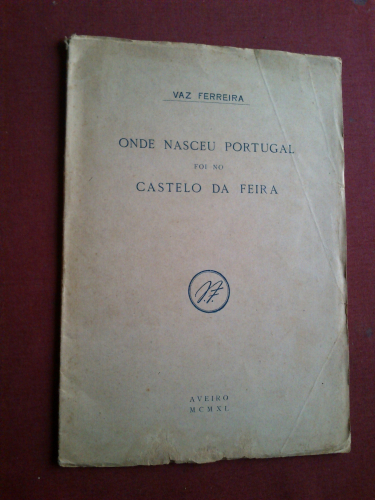 VAZ FERREIRA
ONDE NASCEU PORTUGAL
FOI NO
CASTELO DA FEIRA
AVEIRO
MCMXL